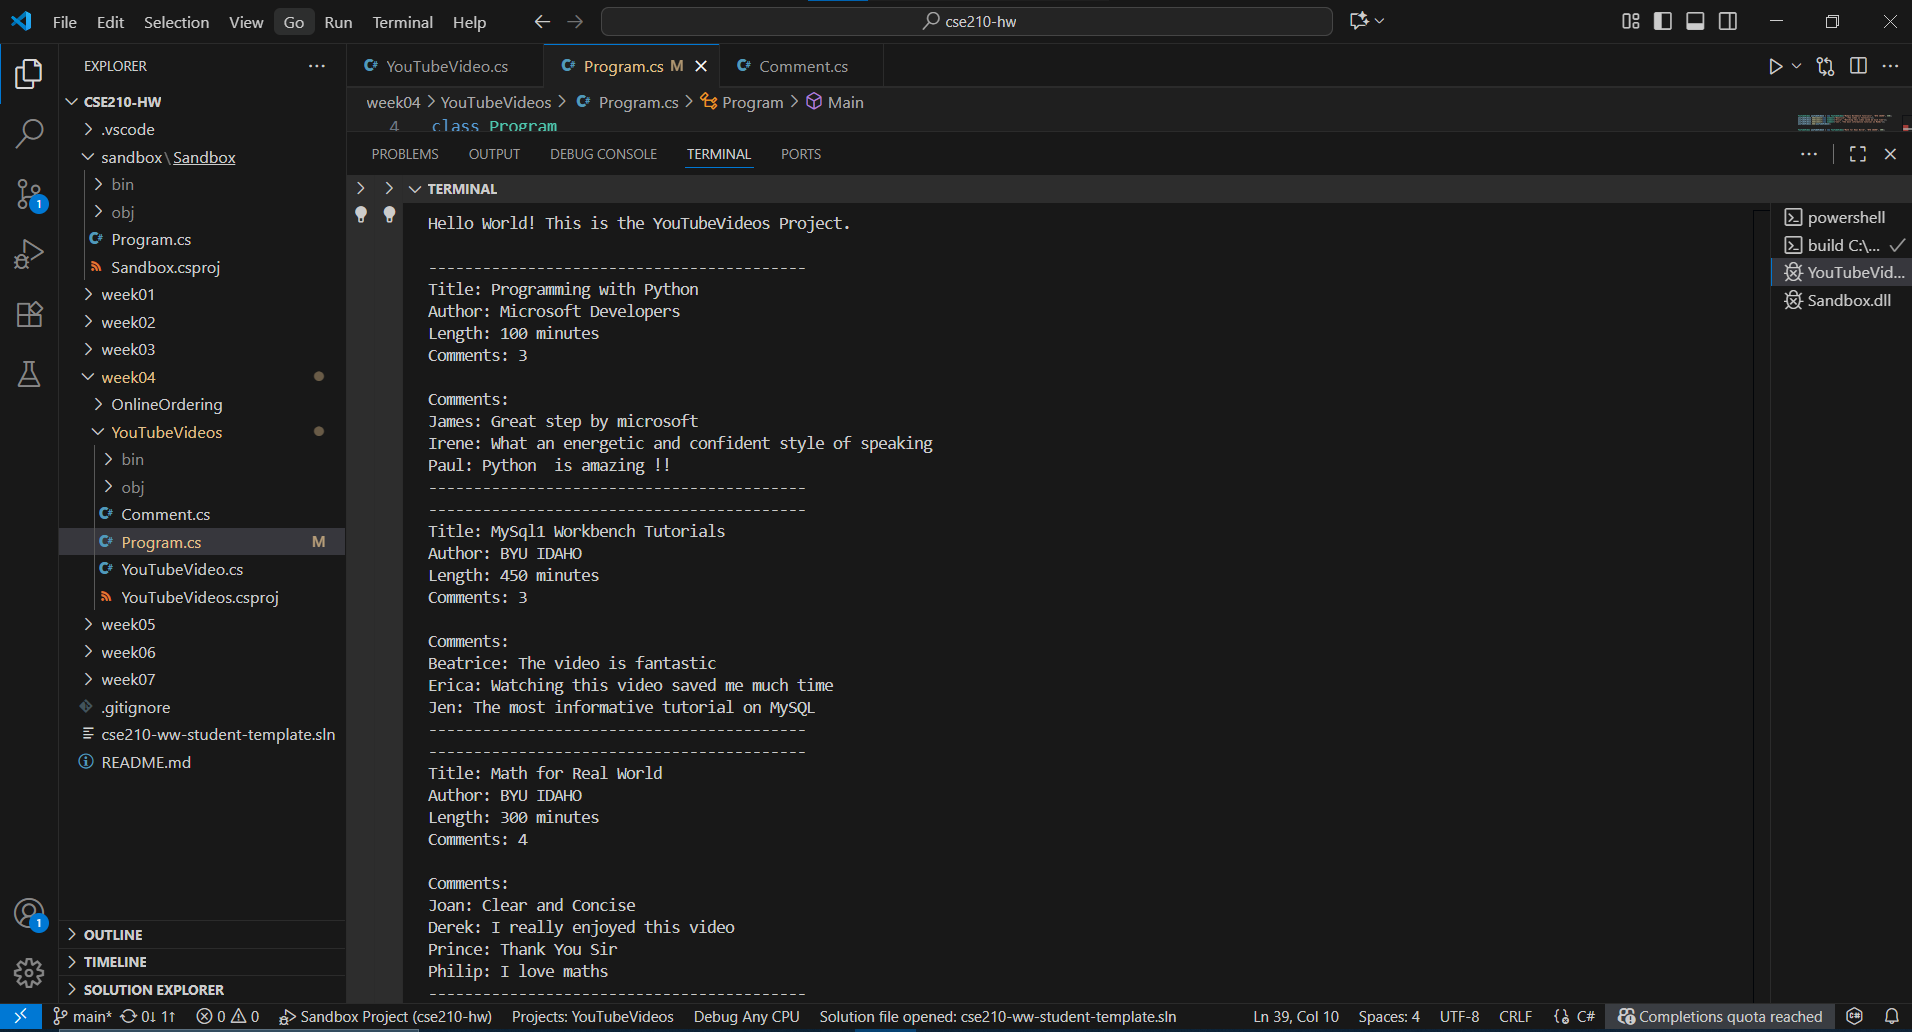 File Edit Selection View Go Run Terminal Help
cse210-hw
EXPLORER
CSE210-HW
.vscode
sandbox\Sandbox
bin
obj
Program.cs
Sandbox.csproj
week01
week02
week03
week04
OnlineOrdering
YouTubeVideos
bin
obj
Comment.cs
Program.cs M
YouTubeVideo.cs
YouTubeVideos.csproj
week05
week06
week07
.gitignore
cse210-ww-student-template.sln
README.md
OUTLINE
TIMELINE
SOLUTION EXPLORER
YouTubeVideo.cs Program.cs M Comment.cs
week04 > YouTubeVideos > Program.cs > Program > Main
4 class Program
PROBLEMS OUTPUT DEBUG CONSOLE TERMINAL PORTS
TERMINAL
Hello World! This is the YouTubeVideos Project.
------------------------------------------
Title: Programming with Python
Author: Microsoft Developers
Length: 100 minutes
Comments: 3
Comments:
James: Great step by microsoft
Irene: What an energetic and confident style of speaking
Paul: Python  is amazing !!
------------------------------------------
------------------------------------------
Title: MySql1 Workbench Tutorials
Author: BYU IDAHO
Length: 450 minutes
Comments: 3
Comments:
Beatrice: The video is fantastic
Erica: Watching this video saved me much time
Jen: The most informative tutorial on MySQL
------------------------------------------
------------------------------------------
Title: Math for Real World
Author: BYU IDAHO
Length: 300 minutes
Comments: 4
Comments:
Joan: Clear and Concise
Derek: I really enjoyed this video
Prince: Thank You Sir
Philip: I love maths
------------------------------------------
powershell
build C:\...
YouTubeVid...
Sandbox.dll
1
1
main* 0↓ 1↑ 0 0 Sandbox Project (cse210-hw) Projects: YouTubeVideos Debug Any CPU Solution file opened: cse210-ww-student-template.sln Ln 39, Col 10 Spaces: 4 UTF-8 CRLF {} C# Completions quota reached